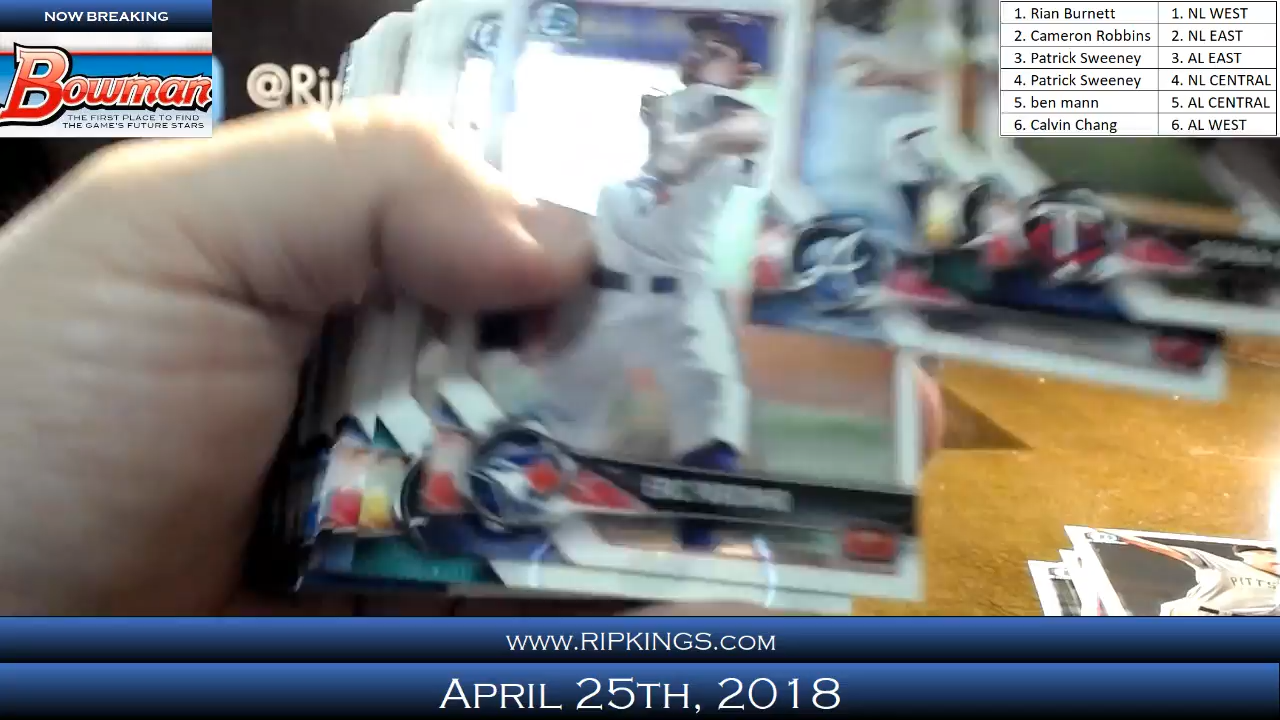 NOW BREAKING
Bowman
THE FIRST PLACE TO FIND
THE GAME'S FUTURE STARS
@Ri
1. Rian Burnett 1. NL WEST
2. Cameron Robbins 2. NL EAST
3. Patrick Sweeney 3. AL EAST
4. Patrick Sweeney 4. NL CENTRAL
5. ben mann 5. AL CENTRAL
6. Calvin Chang 6. AL WEST
PITTS
WWW.RIPKINGS.COM
APRIL 25TH, 2018